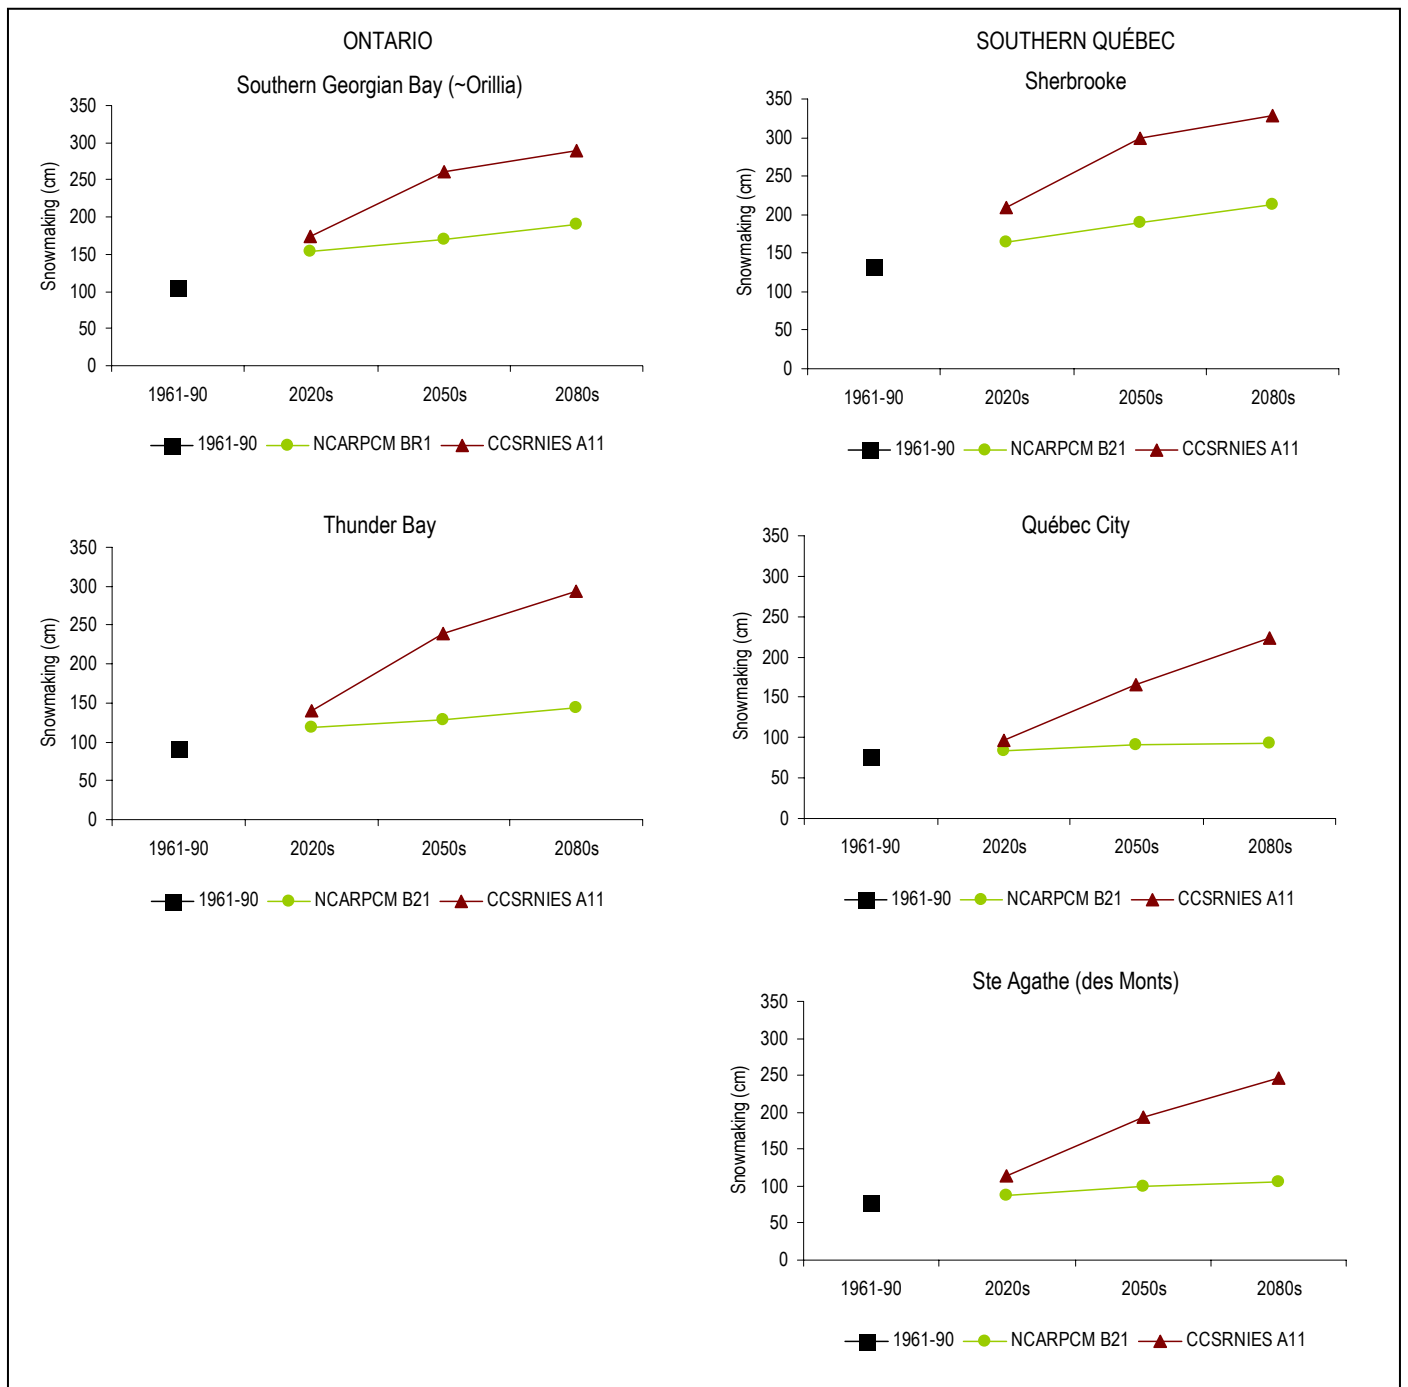 ONTARIO
Southern Georgian Bay (~Orillia)
350
300
250
200
150
100
50
0
Snowmaking (cm)
1961-90 2020s 2050s 2080s
1961-90 NCARPCM BR1 CCSRNIES A11
Thunder Bay
350
300
250
200
150
100
50
0
Snowmaking (cm)
1961-90 2020s 2050s 2080s
1961-90 NCARPCM B21 CCSRNIES A11
SOUTHERN QUÉBEC
Sherbrooke
350
300
250
200
150
100
50
0
Snowmaking (cm)
1961-90 2020s 2050s 2080s
1961-90 NCARPCM B21 CCSRNIES A11
Québec City
350
300
250
200
150
100
50
0
Snowmaking (cm)
1961-90 2020s 2050s 2080s
1961-90 NCARPCM B21 CCSRNIES A11
Ste Agathe (des Monts)
350
300
250
200
150
100
50
0
Snowmaking (cm)
1961-90 2020s 2050s 2080s
1961-90 NCARPCM B21 CCSRNIES A11